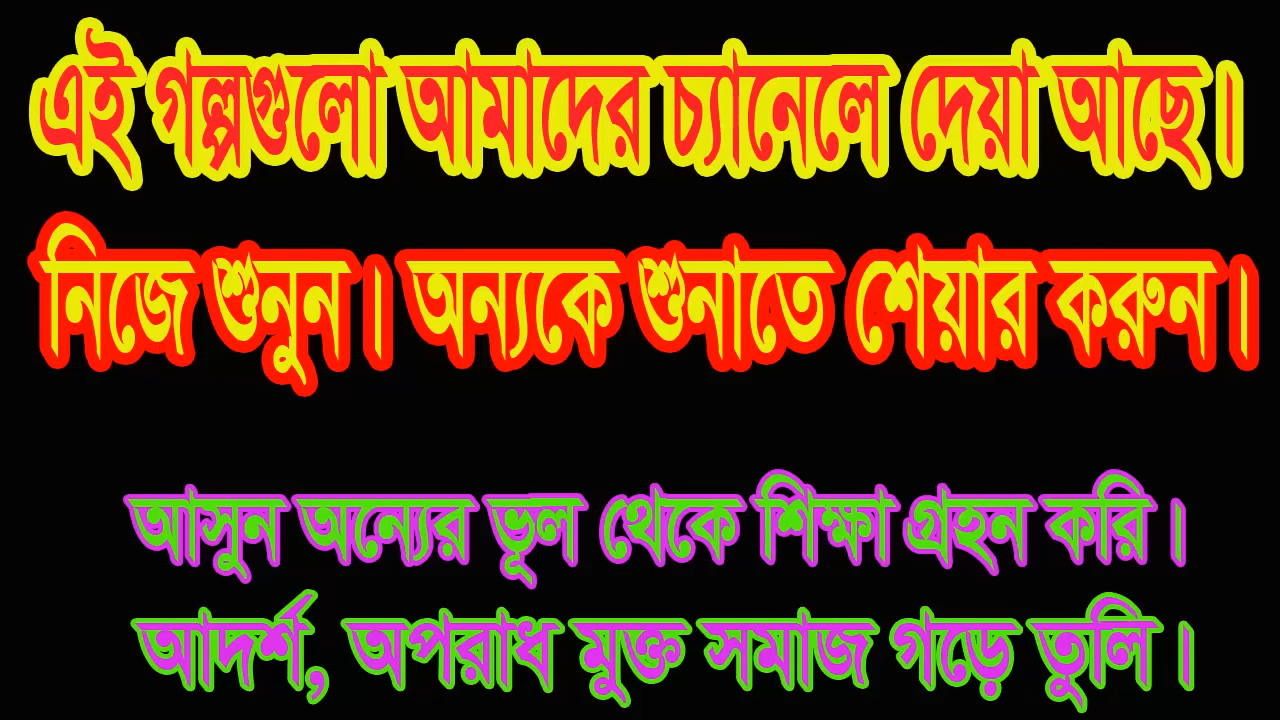 এই গল্পগুলো আমাদের চ্যানেলে দেয়া আছে।
নিজে শুনুন। অন্যকে শুনাতে শেয়ার করুন।
আসুন অন্যের ভূল থেকে শিক্ষা গ্রহন করি।
আদর্শ, অপরাধ মুক্ত সমাজ গড়ে তুলি।